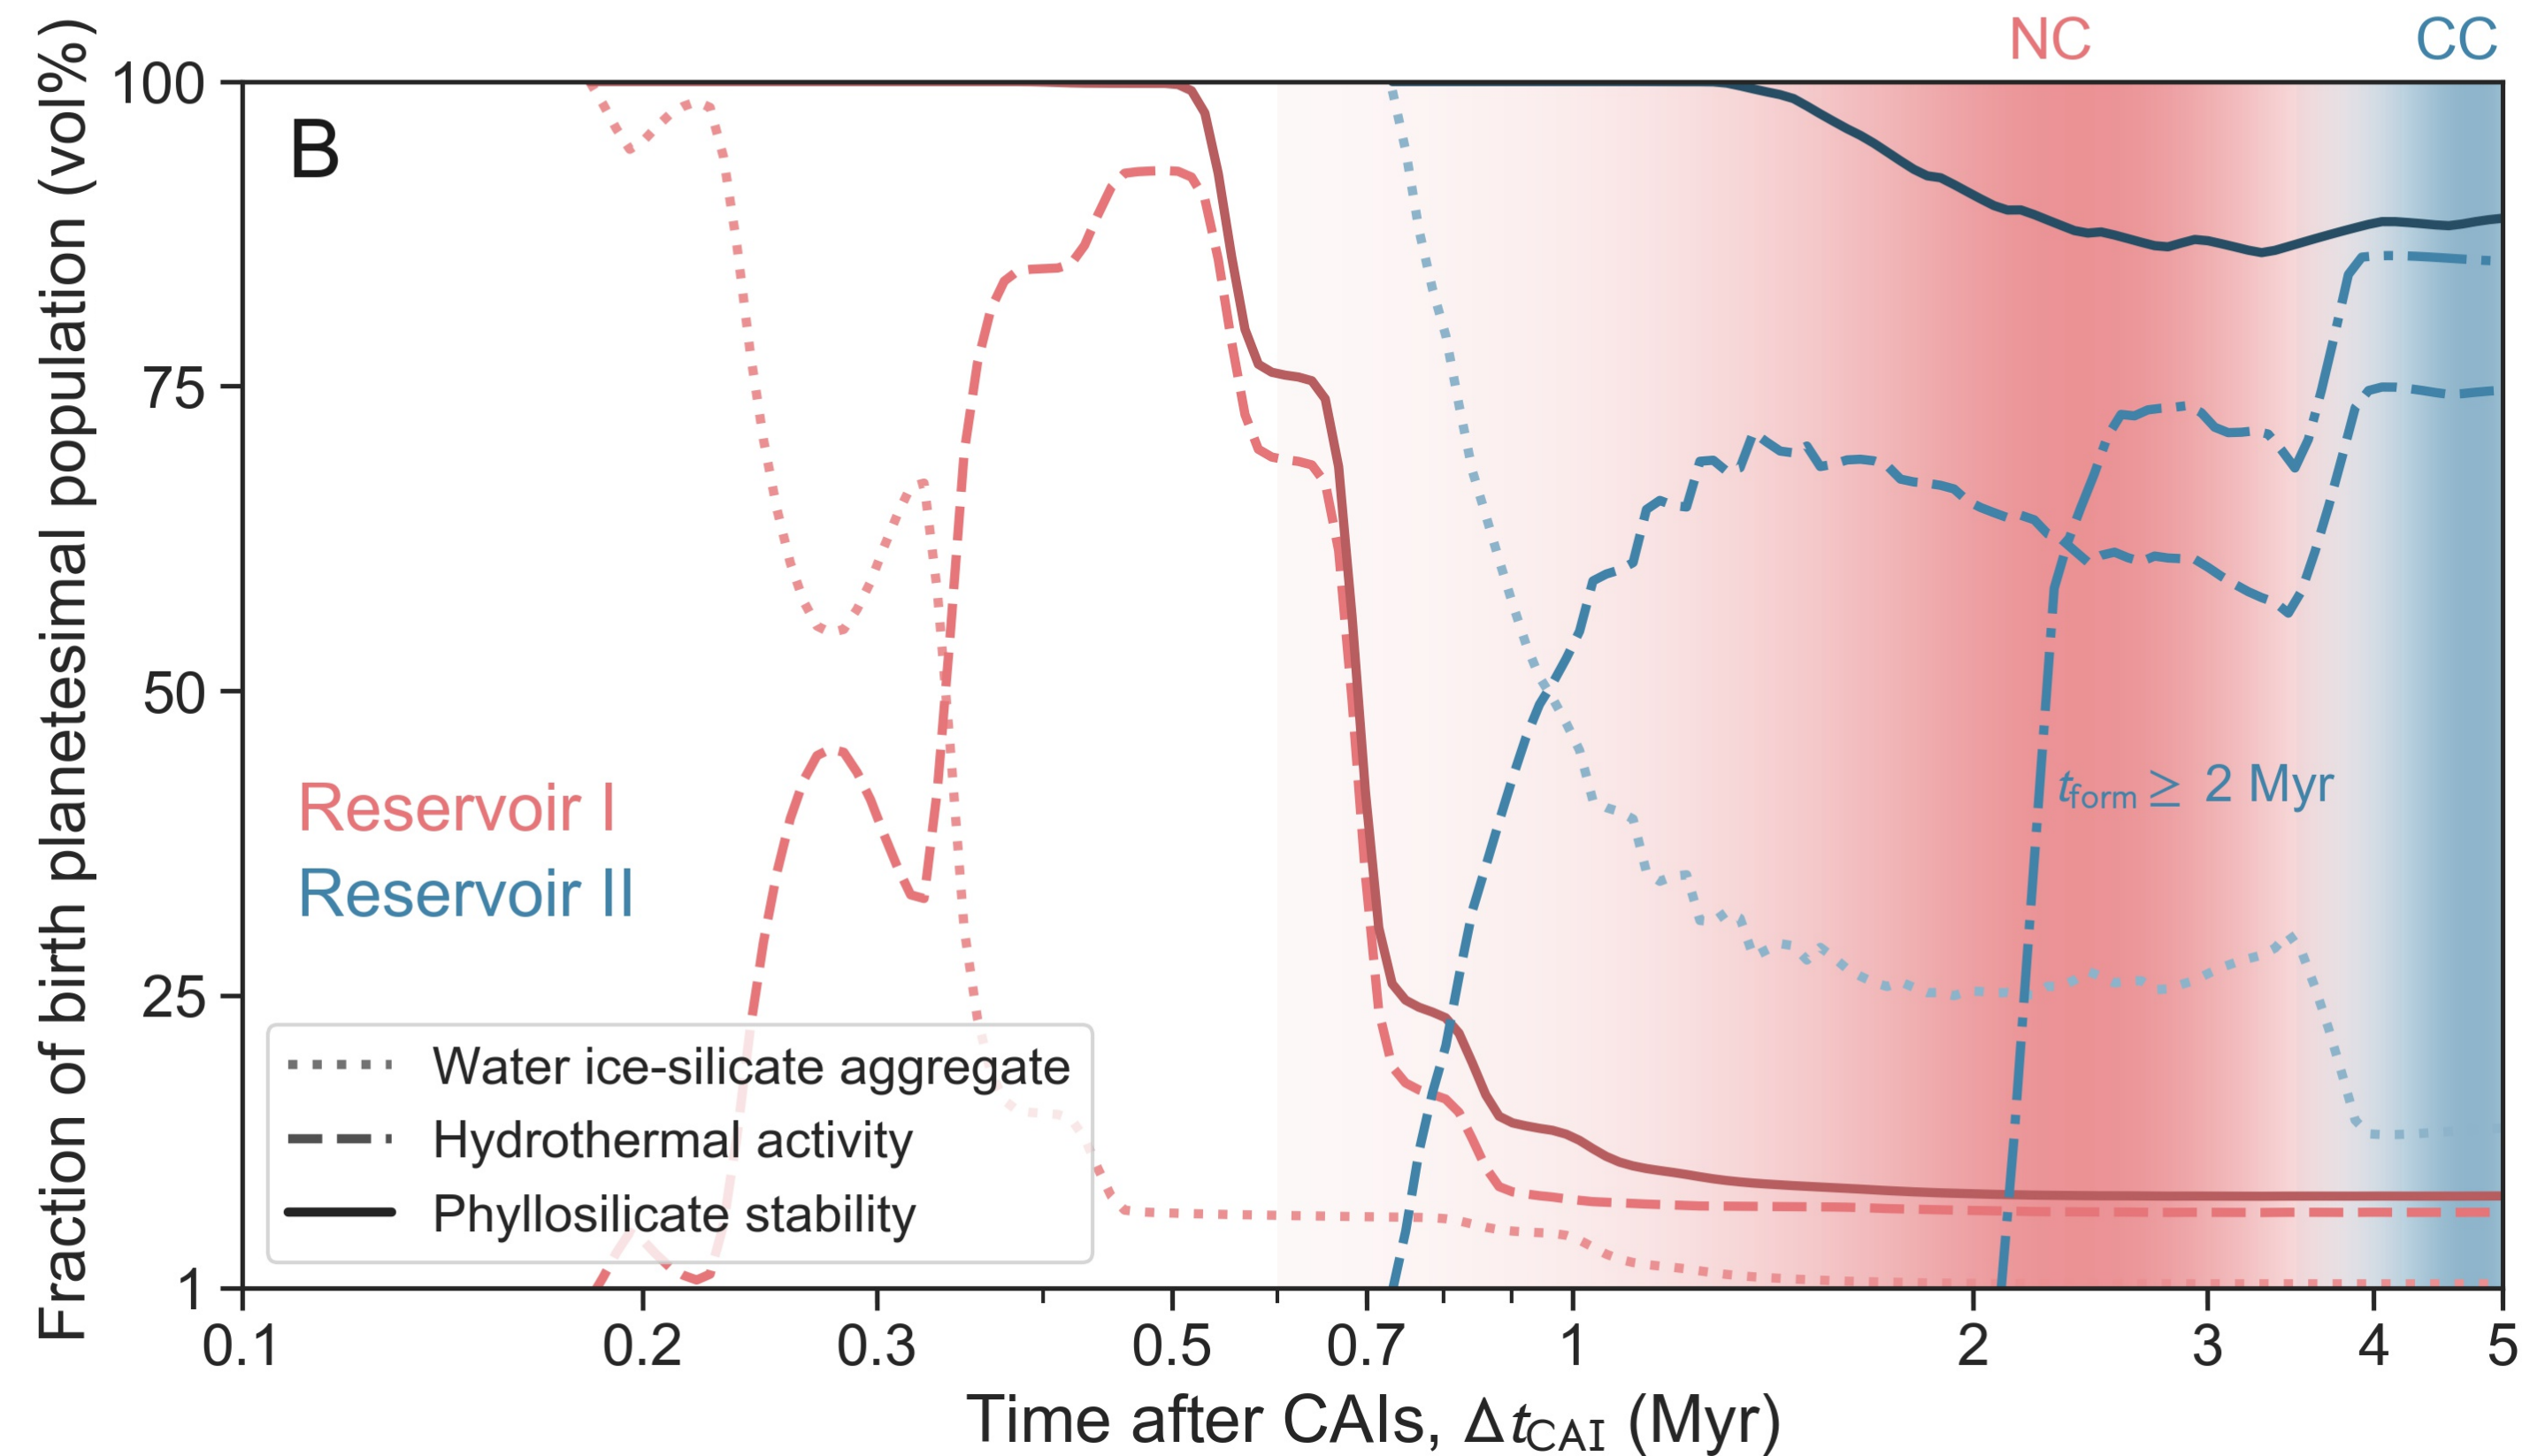 NC
CC
Fraction of birth planetesimal population (vol%)
100
75
50
25
1
B
Reservoir I
Reservoir II
t_form ≥ 2 Myr
Water ice-silicate aggregate
Hydrothermal activity
Phyllosilicate stability
0.1 0.2 0.3 0.5 0.7 1 2 3 4 5
Time after CAIs, Δt_CAI (Myr)